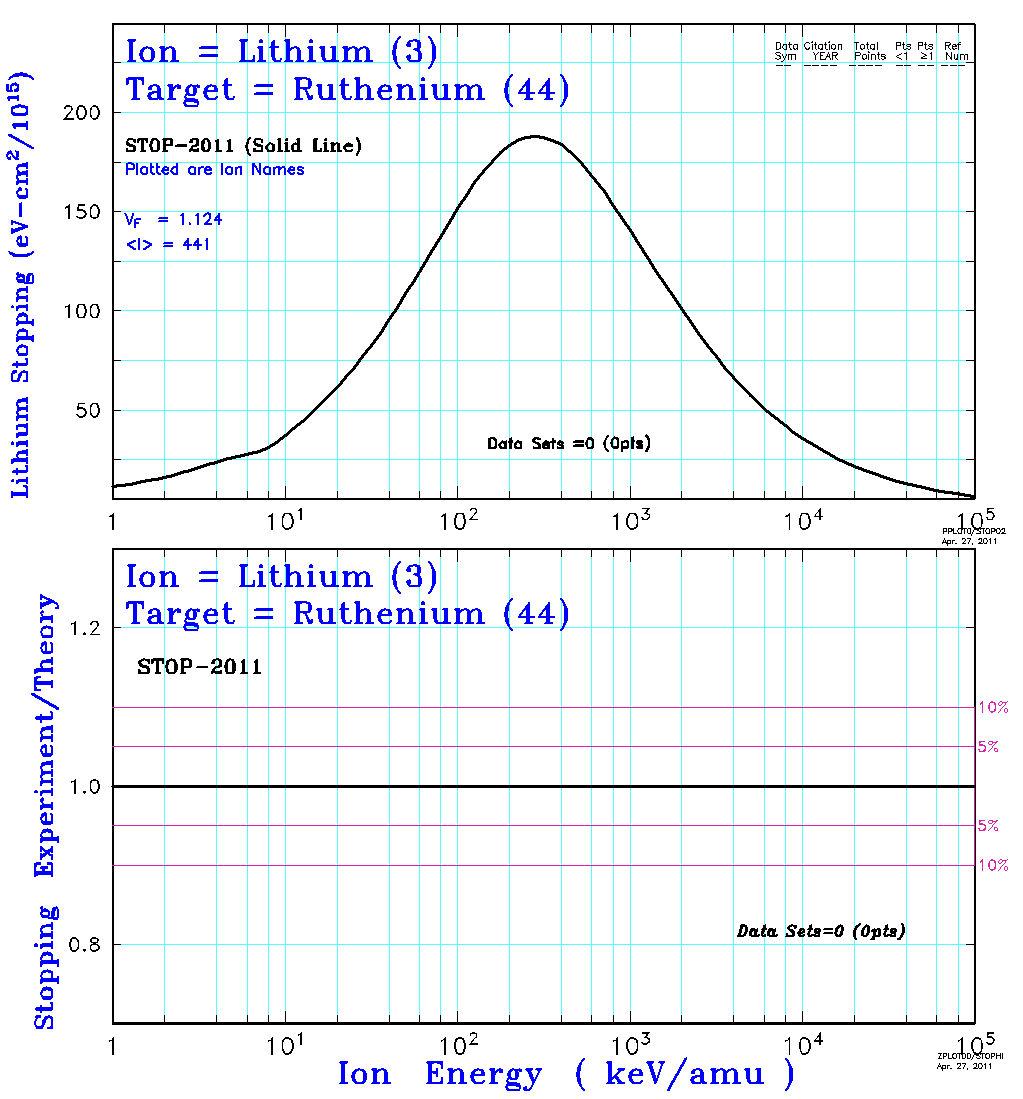 Ion = Lithium (3)
Target = Ruthenium (44)
Data Citation Total Pts Pts Ref
Sym YEAR Points <1 ≥1 Num
STOP-2011 (Solid Line)
Plotted are Ion Names
VF = 1.124
<I> = 441
Data Sets =0 (0pts)
Lithium Stopping (eV-cm²/10¹⁵)
200
150
100
50
1 10¹ 10² 10³ 10⁴ 10⁵
PPLOT0/STOP02
Apr. 27, 2011
Ion = Lithium (3)
Target = Ruthenium (44)
STOP-2011
Stopping Experiment/Theory
1.2
1.0
0.8
10%
5%
5%
10%
Data Sets=0 (0pts)
1 10¹ 10² 10³ 10⁴ 10⁵
Ion Energy ( keV/amu )
ZPLOT0D/STOPHI
Apr. 27, 2011